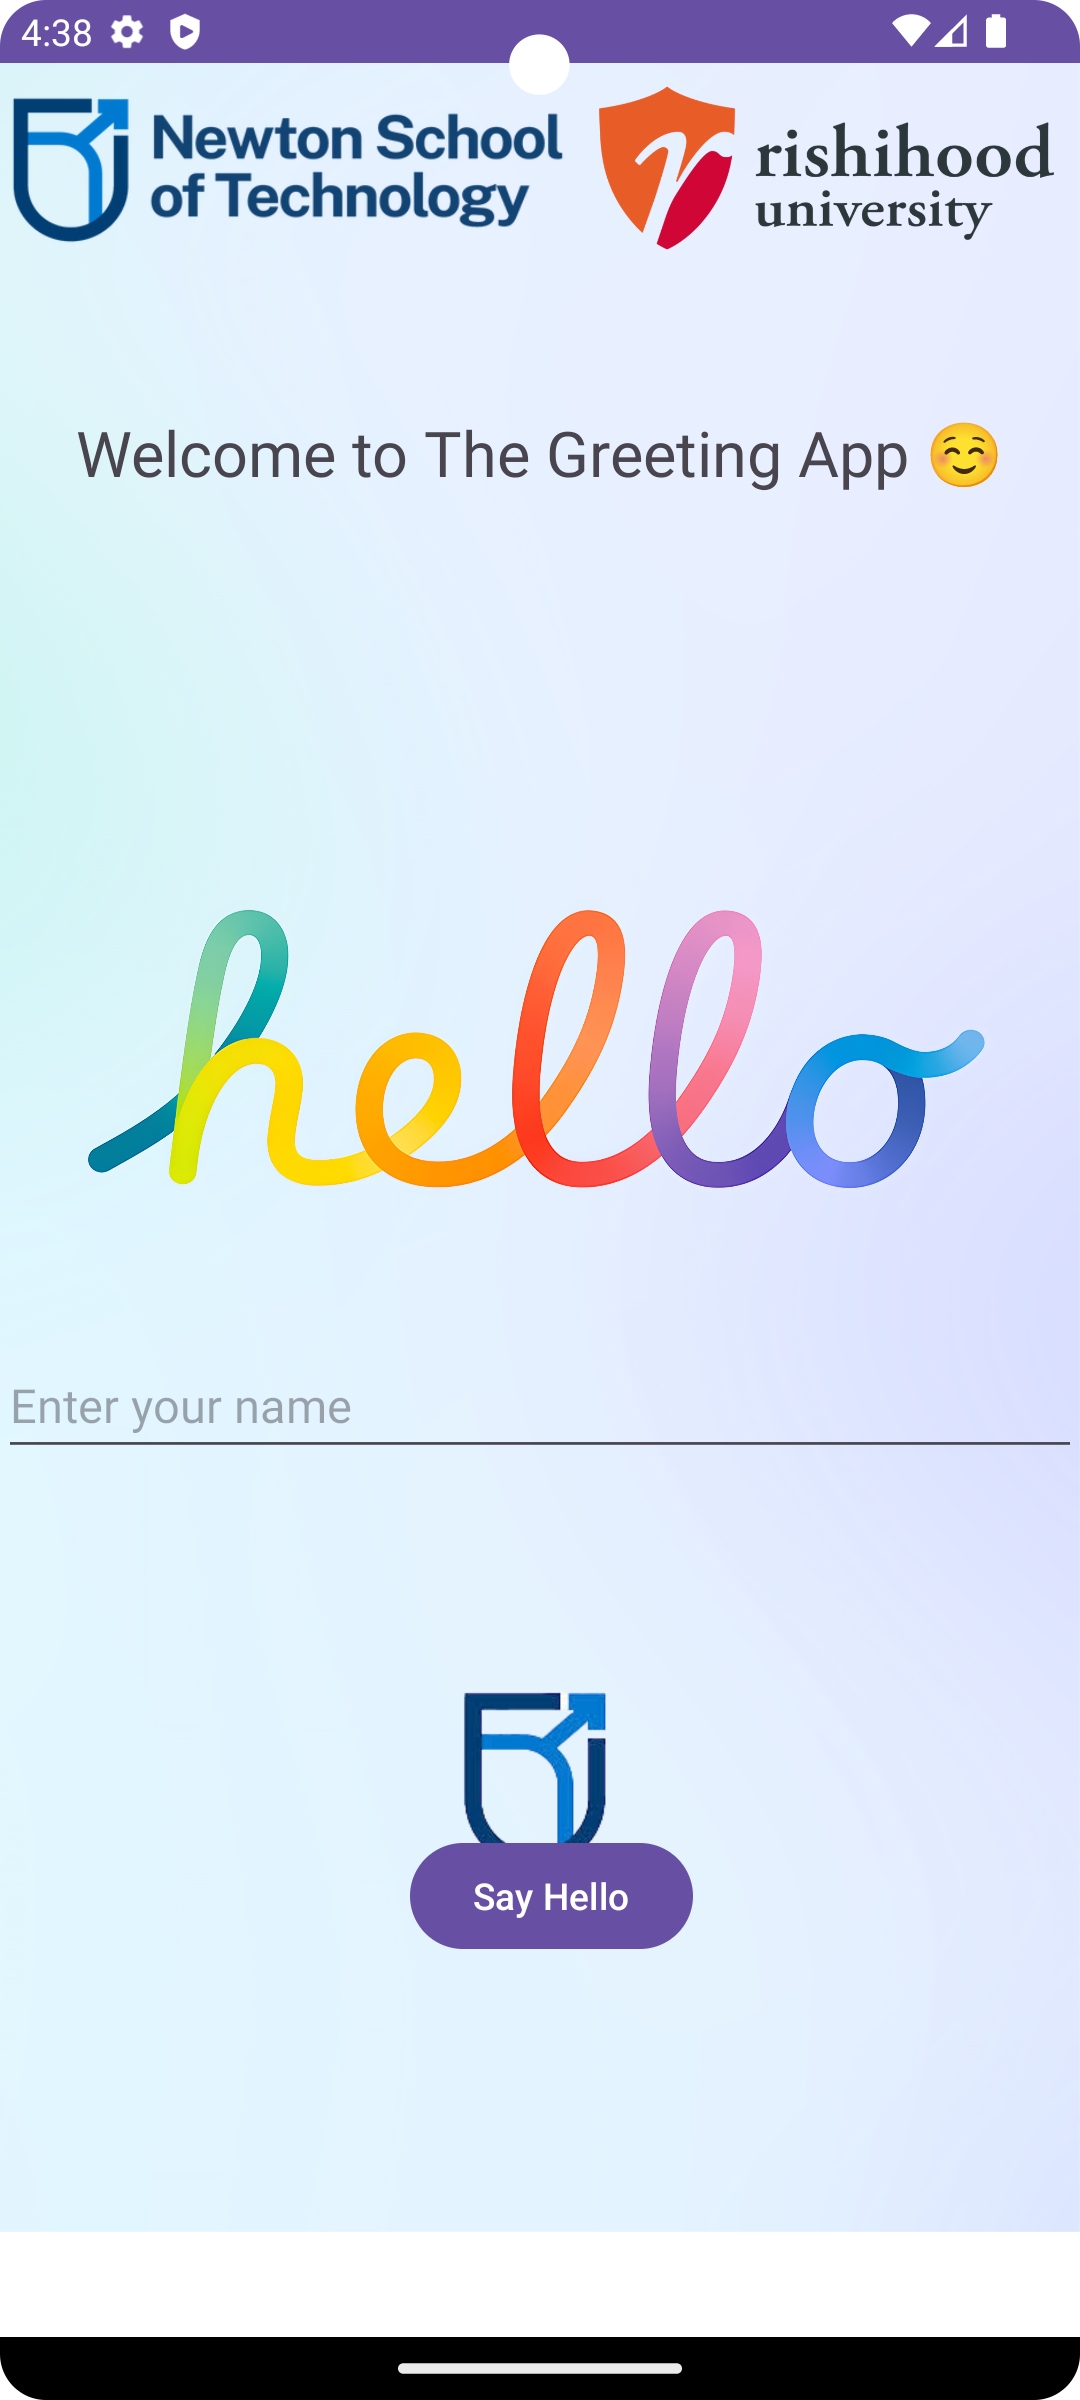 4:38
Newton School
of Technology
rishihood
university
Welcome to The Greeting App 😊
hello
Enter your name
Say Hello